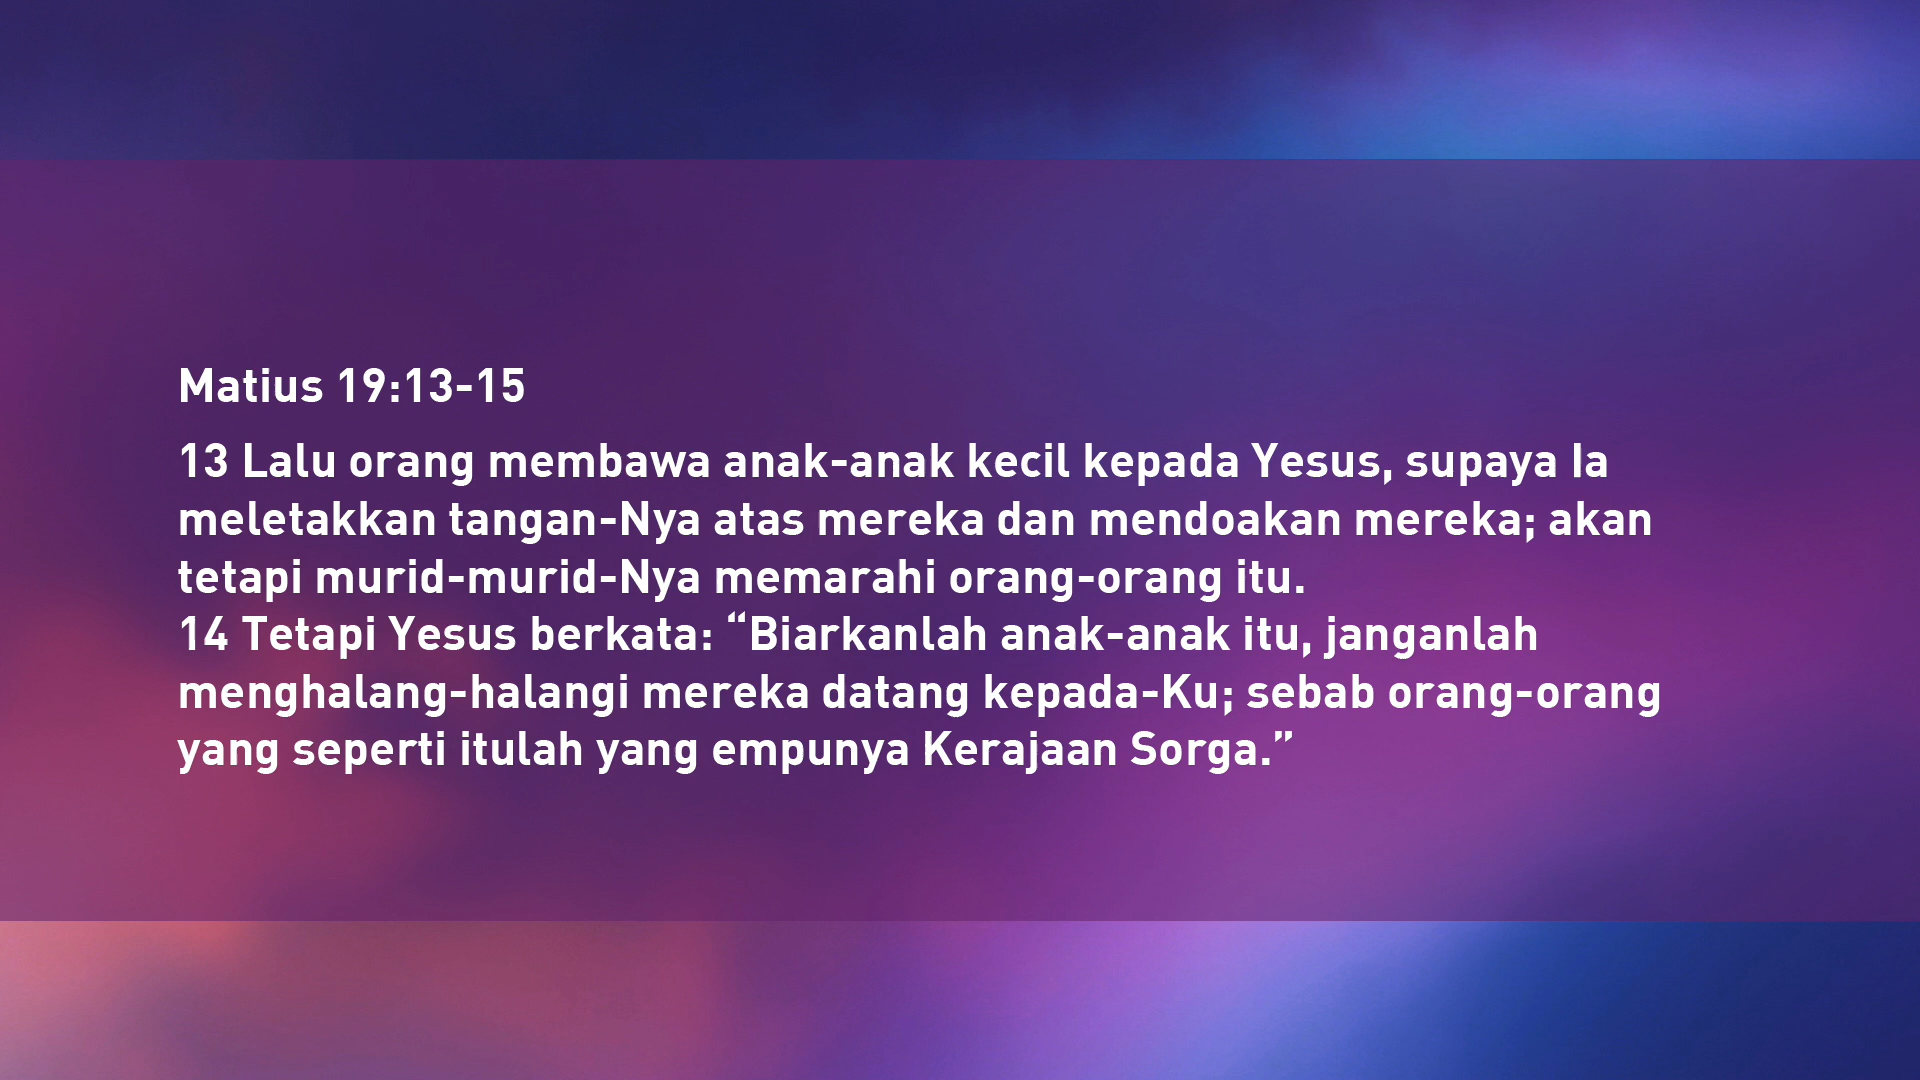 Matius 19:13-15
13 Lalu orang membawa anak-anak kecil kepada Yesus, supaya Ia
meletakkan tangan-Nya atas mereka dan mendoakan mereka; akan
tetapi murid-murid-Nya memarahi orang-orang itu.
14 Tetapi Yesus berkata: “Biarkanlah anak-anak itu, janganlah
menghalang-halangi mereka datang kepada-Ku; sebab orang-orang
yang seperti itulah yang empunya Kerajaan Sorga.”